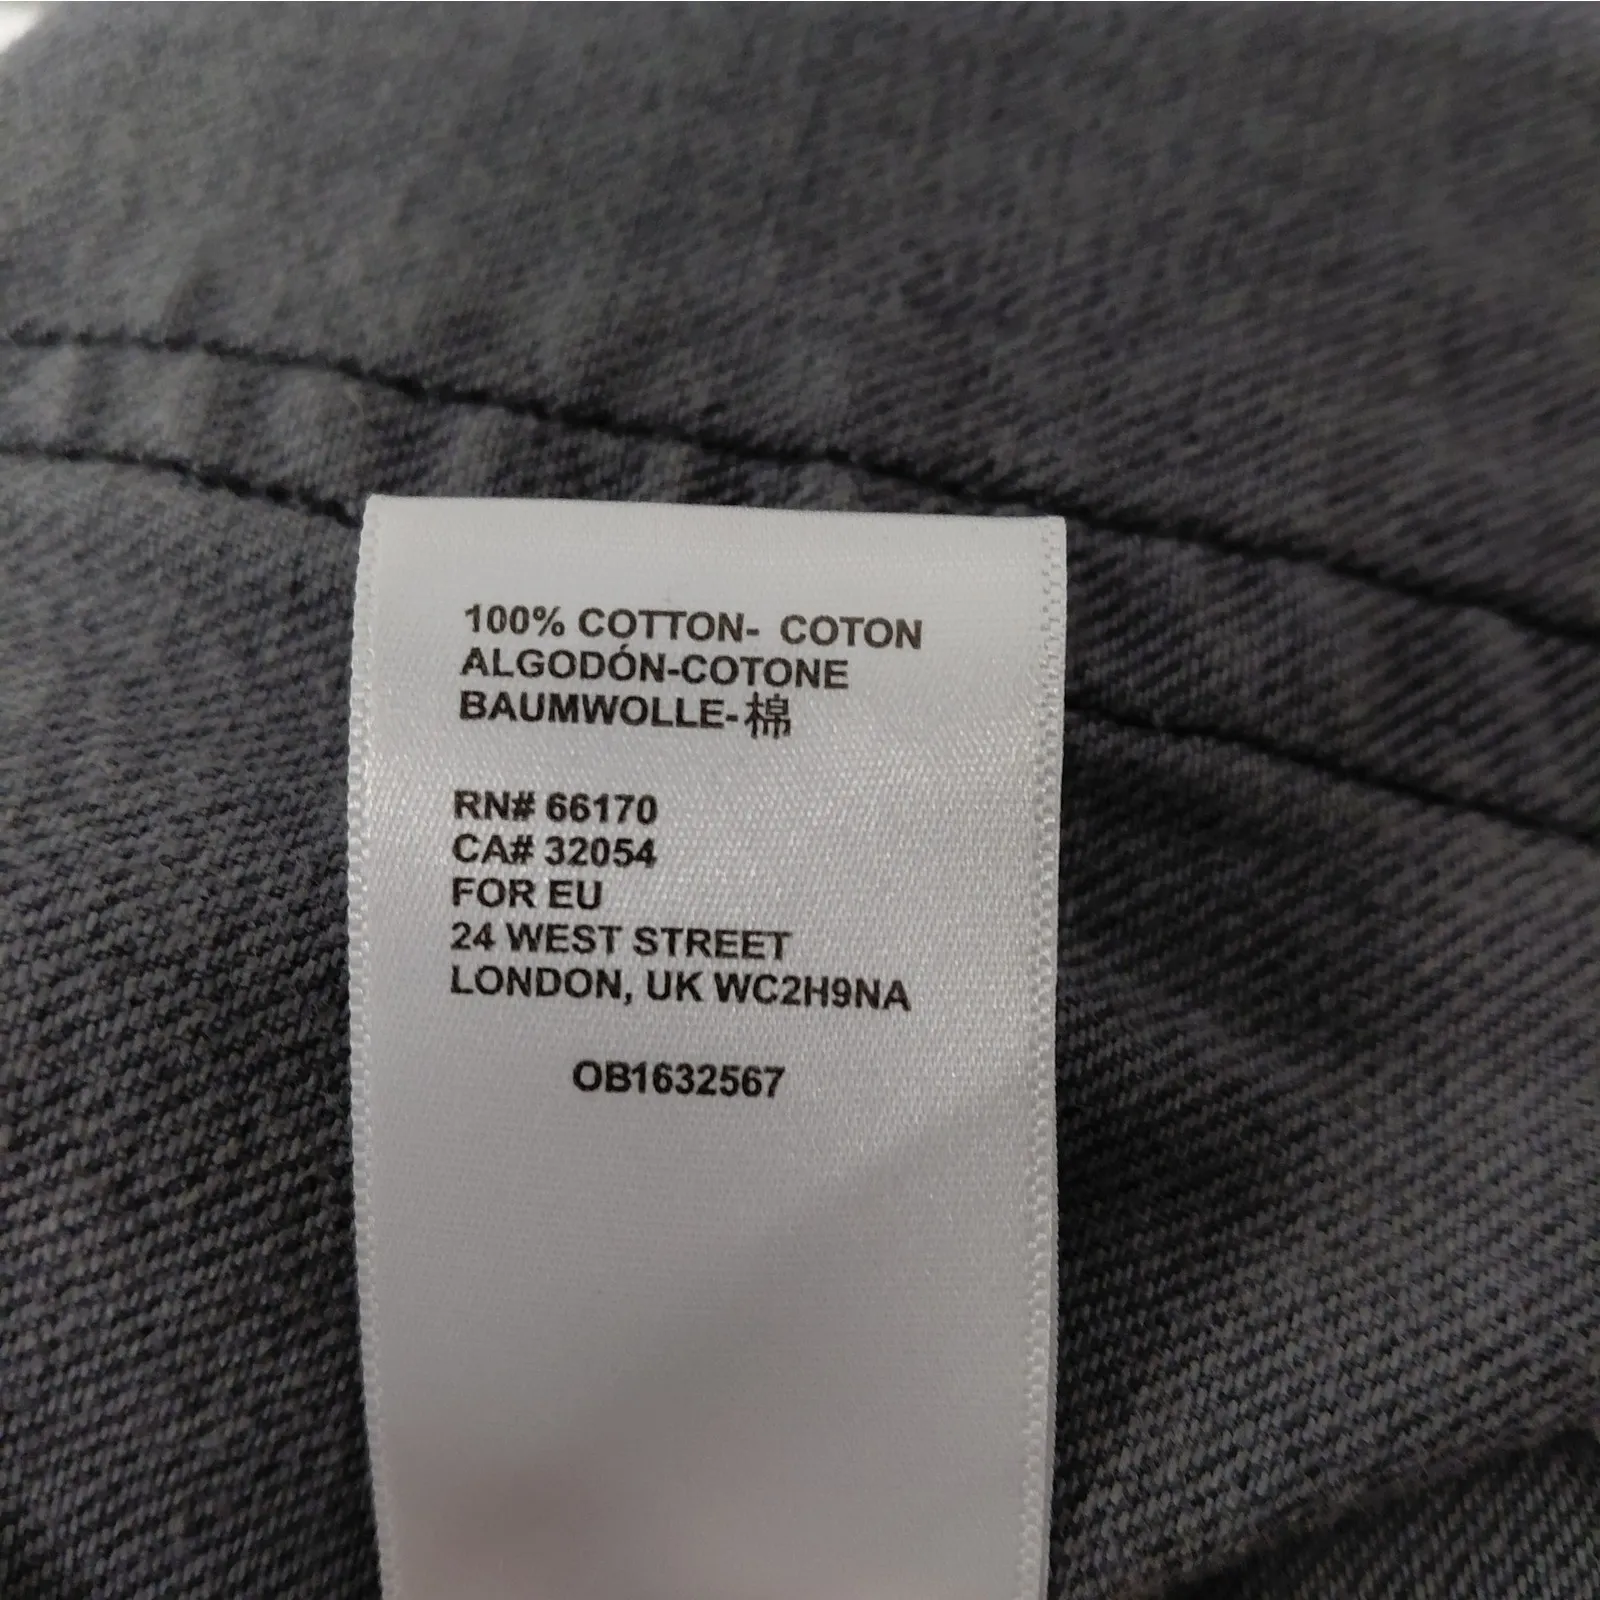 100% COTTON- COTON
ALGODÓN-COTONE
BAUMWOLLE-棉
RN# 66170
CA# 32054
FOR EU
24 WEST STREET
LONDON, UK WC2H9NA
OB1632567